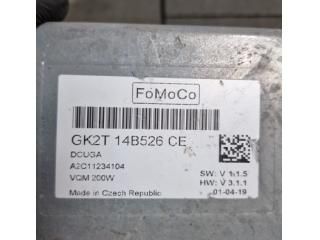 FoMoCo
GK2T 14B526 CE
DCUGA
A2C11234104
VQM 200W
Made in Czech Republic
SW: V 1.1.5
HW: V 3.1.1
01-04-19